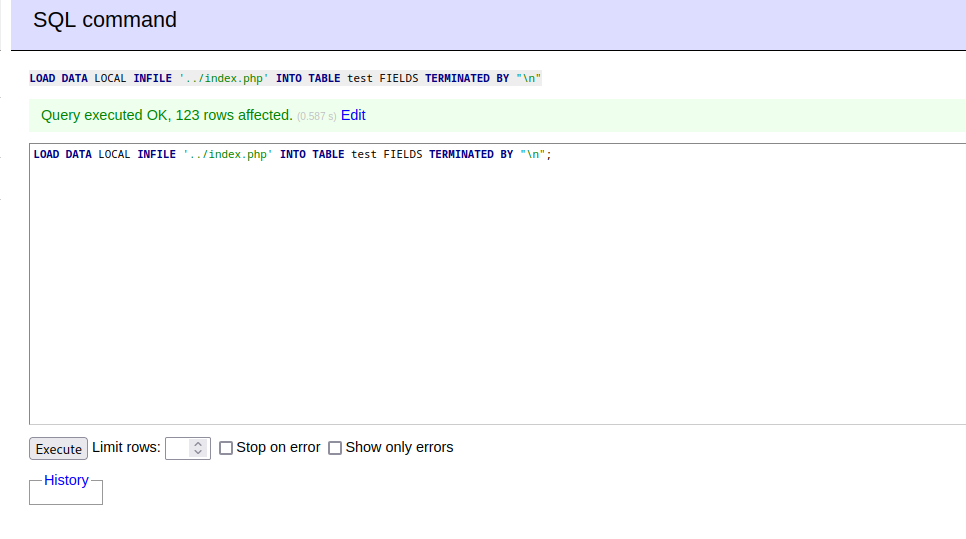 SQL command
LOAD DATA LOCAL INFILE '../index.php' INTO TABLE test FIELDS TERMINATED BY "\n"
Query executed OK, 123 rows affected. (0.587 s) Edit
LOAD DATA LOCAL INFILE '../index.php' INTO TABLE test FIELDS TERMINATED BY "\n";
Execute Limit rows: Stop on error Show only errors
History